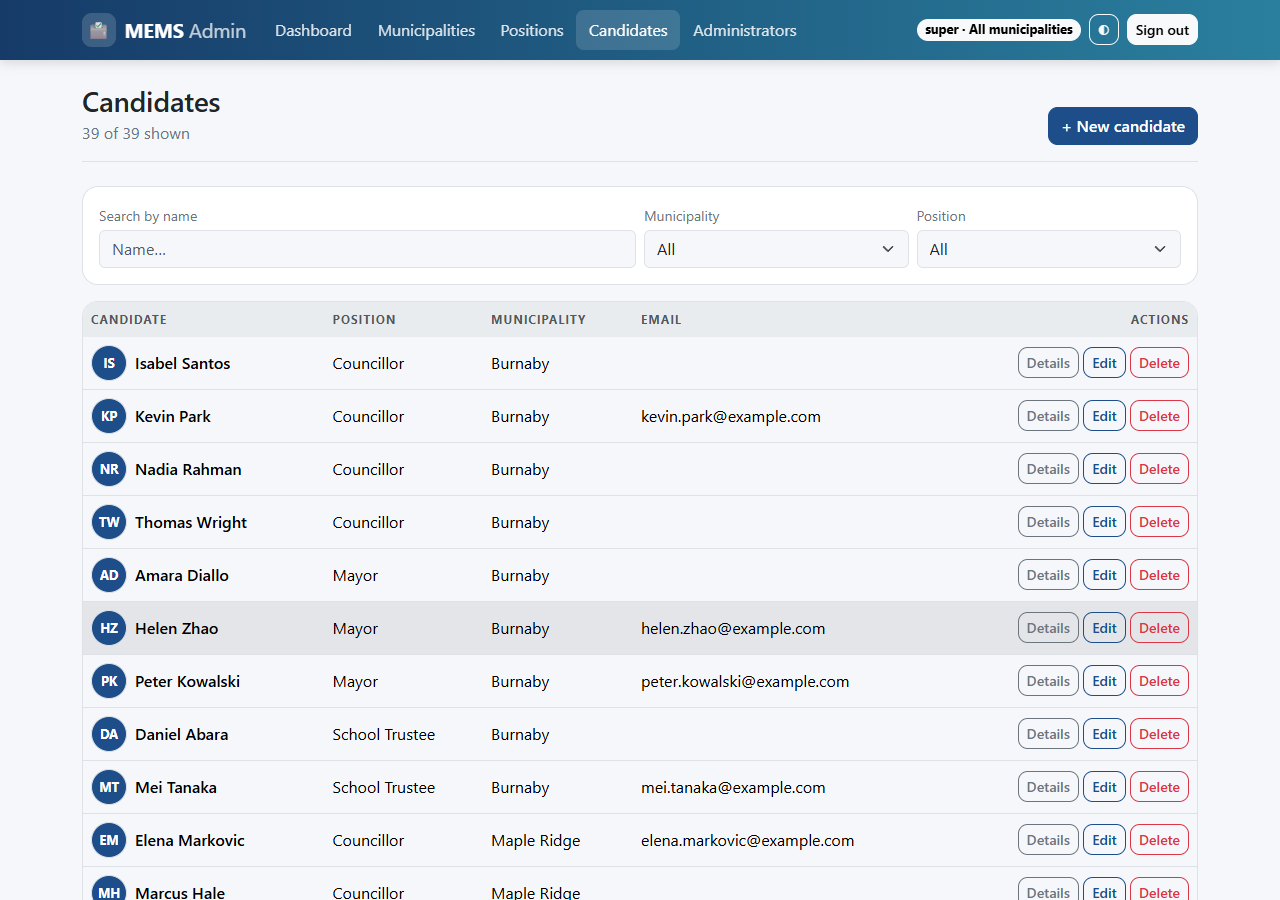 MEMS Admin Dashboard Municipalities Positions Candidates Administrators super · All municipalities Sign out
Candidates
39 of 39 shown
+ New candidate
Search by name Municipality Position
Name... All All
CANDIDATE POSITION MUNICIPALITY EMAIL ACTIONS
IS Isabel Santos Councillor Burnaby Details Edit Delete
KP Kevin Park Councillor Burnaby kevin.park@example.com Details Edit Delete
NR Nadia Rahman Councillor Burnaby Details Edit Delete
TW Thomas Wright Councillor Burnaby Details Edit Delete
AD Amara Diallo Mayor Burnaby Details Edit Delete
HZ Helen Zhao Mayor Burnaby helen.zhao@example.com Details Edit Delete
PK Peter Kowalski Mayor Burnaby peter.kowalski@example.com Details Edit Delete
DA Daniel Abara School Trustee Burnaby Details Edit Delete
MT Mei Tanaka School Trustee Burnaby mei.tanaka@example.com Details Edit Delete
EM Elena Markovic Councillor Maple Ridge elena.markovic@example.com Details Edit Delete
MH Marcus Hale Councillor Maple Ridge Details Edit Delete